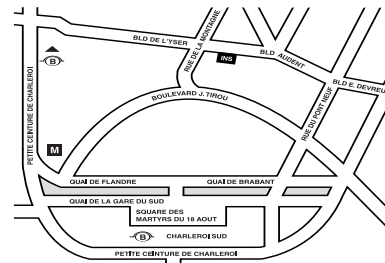 BLD DE L'YSER
RUE DE LA MONTAGNE
INS
BLD AUDENT
BLD E. DEVREU
B
PETITE CEINTURE DE CHARLEROI
BOULEVARD J. TIROU
RUE DU PONT NEUF
M
QUAI DE FLANDRE
QUAI DE BRABANT
QUAI DE LA GARE DU SUD
SQUARE DES
MARTYRS DU 18 AOUT
B
CHARLEROI SUD
PETITE CEINTURE DE CHARLEROI